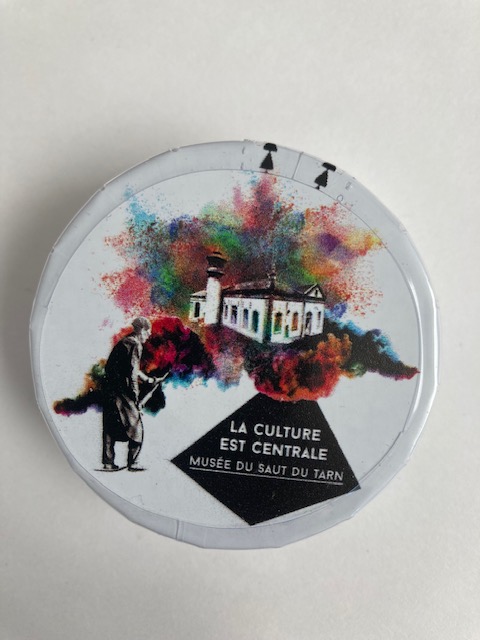 LA CULTURE
EST CENTRALE
MUSÉE DU SAUT DU TARN